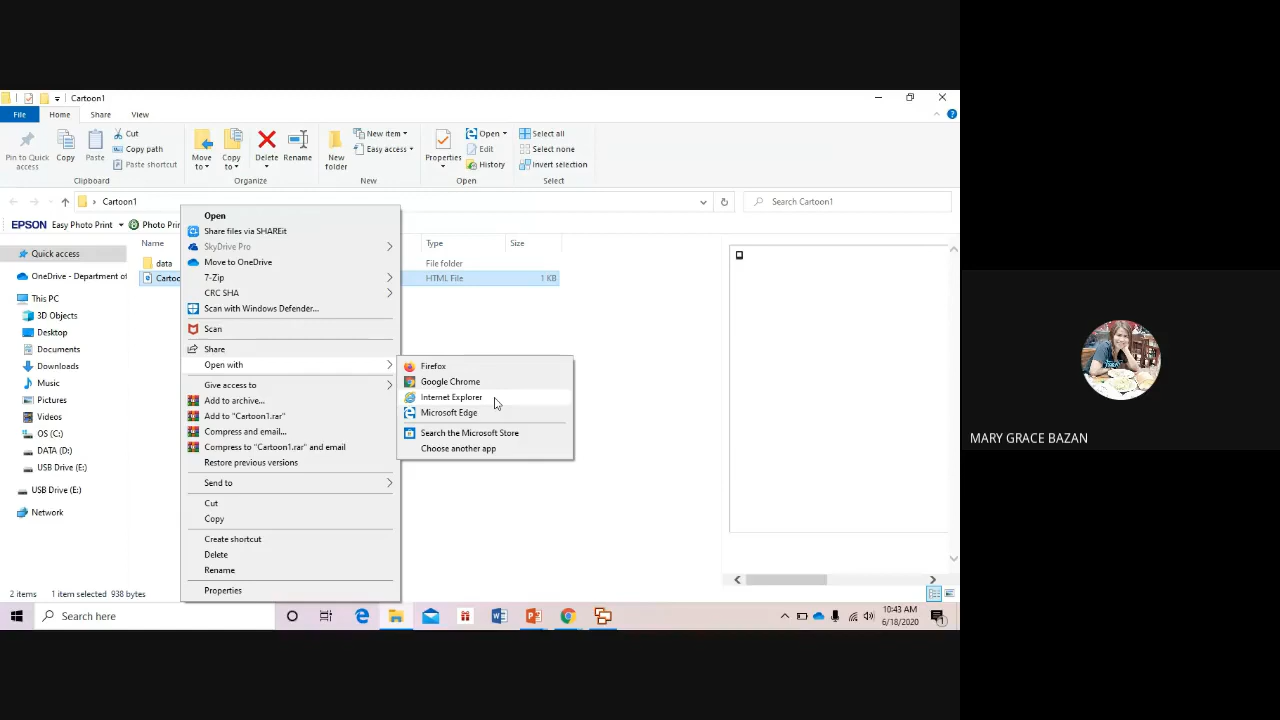 Cartoon1
File
Home
Share
View
Pin to Quick access
Copy
Paste
Cut
Copy path
Paste shortcut
Clipboard
Move to
Copy to
Delete
Rename
Organize
New folder
New item
Easy access
New
Properties
Open
Edit
History
Open
Select all
Select none
Invert selection
Select
Cartoon1
Search Cartoon1
EPSON Easy Photo Print
Photo Prin
Name
Type
Size
data
File folder
Cartoo
HTML File
1 KB
Quick access
OneDrive - Department of
This PC
3D Objects
Desktop
Documents
Downloads
Music
Pictures
Videos
OS (C:)
DATA (D:)
USB Drive (E:)
USB Drive (E:)
Network
Open
Share files via SHAREit
SkyDrive Pro
Move to OneDrive
7-Zip
CRC SHA
Scan with Windows Defender...
Scan
Share
Open with
Give access to
Add to archive...
Add to "Cartoon1.rar"
Compress and email...
Compress to "Cartoon1.rar" and email
Restore previous versions
Send to
Cut
Copy
Create shortcut
Delete
Rename
Properties
Firefox
Google Chrome
Internet Explorer
Microsoft Edge
Search the Microsoft Store
Choose another app
2 items 1 item selected 938 bytes
Search here
10:43 AM
6/18/2020
MARY GRACE BAZAN